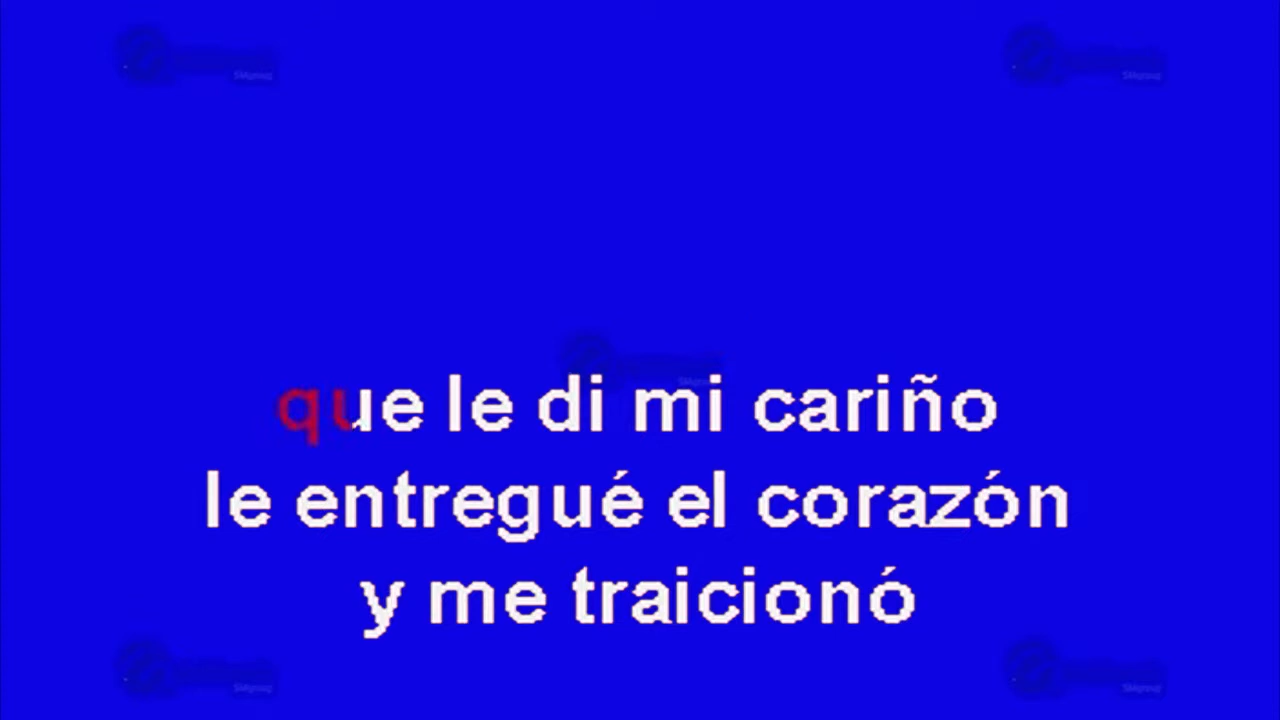 que le di mi cariño
le entregué el corazón
y me traicionó